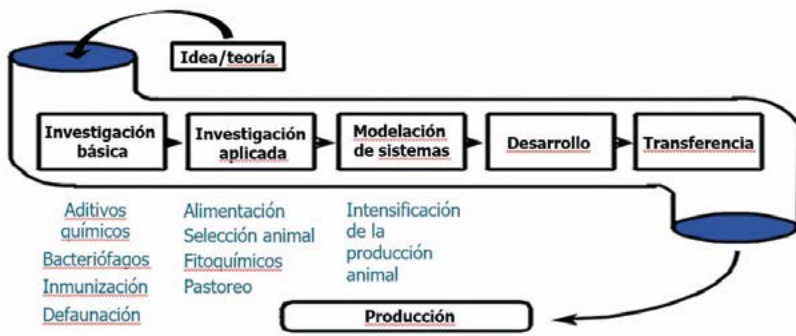 Idea/teoría
Investigación
básica
Investigación
aplicada
Modelación
de sistemas
Desarrollo
Transferencia
Aditivos
químicos
Bacteriófagos
Inmunización
Defaunación
Alimentación
Selección animal
Fitoquímicos
Pastoreo
Intensificación
de la
producción
animal
Producción